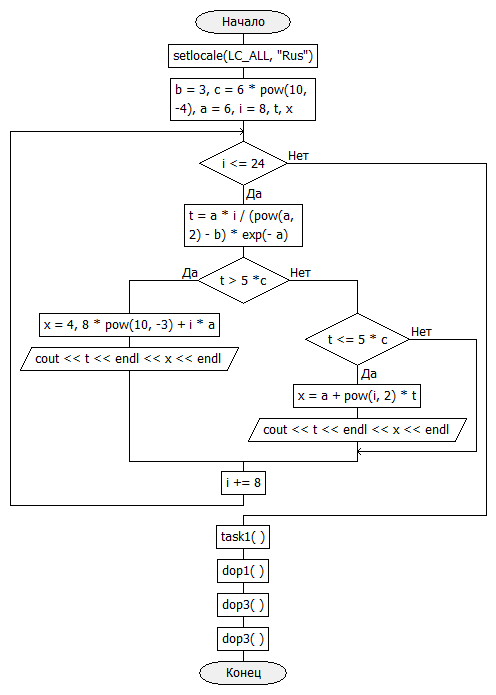 Начало
setlocale(LC_ALL, "Rus")
b = 3, c = 6 * pow(10,
-4), a = 6, i = 8, t, x
i <= 24
Нет
Да
t = a * i / (pow(a,
2) - b) * exp(- a)
t > 5 *c
Да
Нет
x = 4, 8 * pow(10, -3) + i * a
cout << t << endl << x << endl
t <= 5 * c
Нет
Да
x = a + pow(i, 2) * t
cout << t << endl << x << endl
i += 8
task1( )
dop1( )
dop3( )
dop3( )
Конец